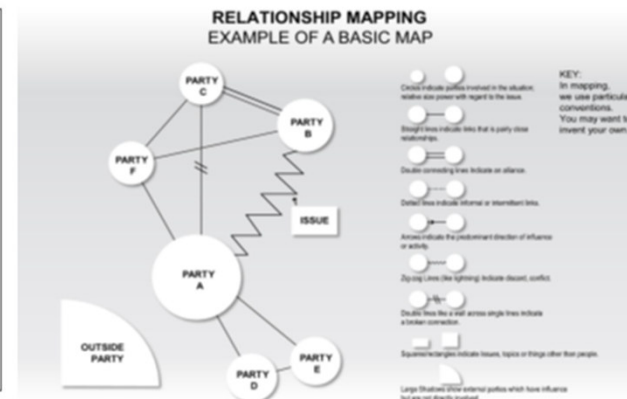 RELATIONSHIP MAPPING
EXAMPLE OF A BASIC MAP
PARTY
C
PARTY
B
PARTY
F
ISSUE
PARTY
A
OUTSIDE
PARTY
PARTY
D
PARTY
E
Circles indicate parties involved in the situation;
relative size power with regard to the issue.
Straight lines indicate links that is fairly close
relationships.
Double connecting lines indicate an alliance.
Dotted lines indicate informal or intermittent links.
Arrows indicate the predominant direction of influence
or activity.
Zig-zag Lines (like lightning) indicate discord, conflict.
Double lines like a wall across single lines indicate
a broken connection.
Squares/rectangles indicate issues, topics or things other than people.
Large Shadows show external parties which have influence
but are not directly involved.
KEY:
In mapping,
we use
conventions.
You may want
invent your own